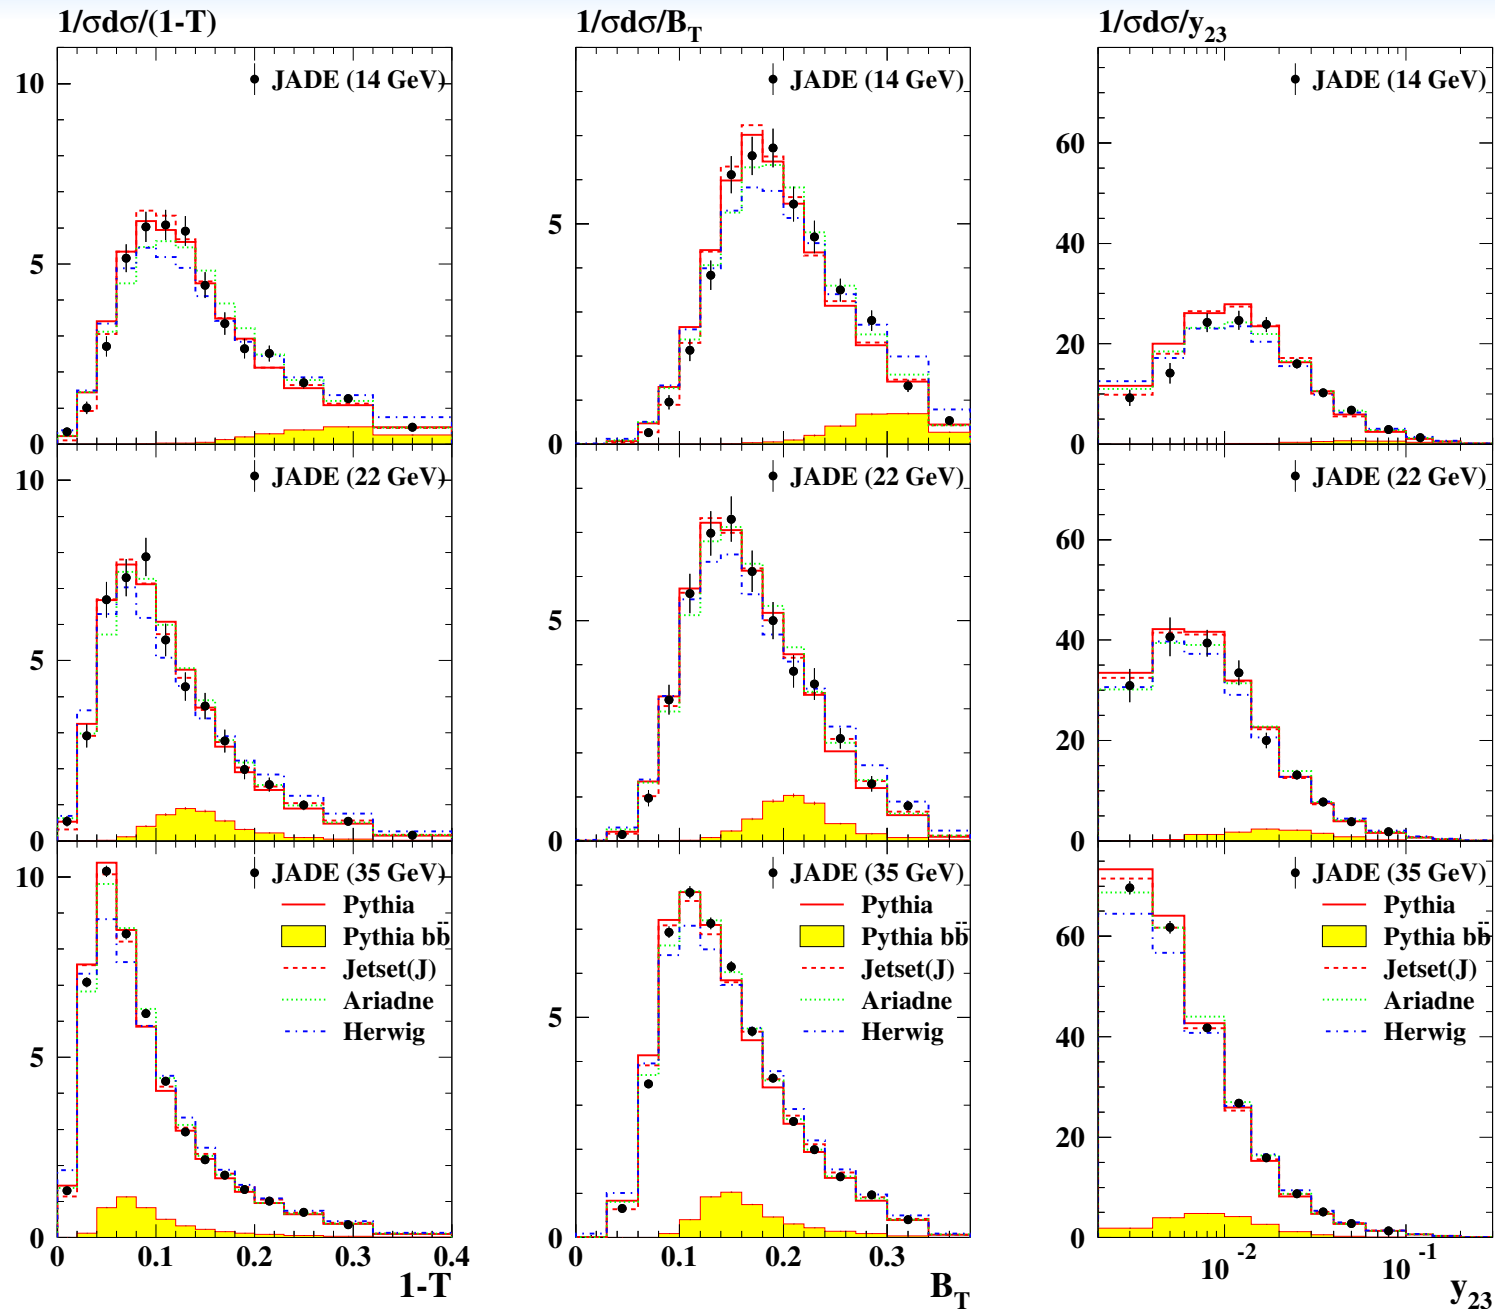 1/σdσ/(1-T)
JADE (14 GeV)
10
5
0
JADE (22 GeV)
10
5
0
JADE (35 GeV)
Pythia
Pythia bb̄
Jetset(J)
Ariadne
Herwig
10
5
0
0 0.1 0.2 0.3 0.4
1-T
1/σdσ/B_T
JADE (14 GeV)
5
0
JADE (22 GeV)
5
0
JADE (35 GeV)
Pythia
Pythia bb̄
Jetset(J)
Ariadne
Herwig
5
0
0 0.1 0.2 0.3
B_T
1/σdσ/y_23
JADE (14 GeV)
60
40
20
0
JADE (22 GeV)
60
40
20
0
JADE (35 GeV)
Pythia
Pythia bb̄
Jetset(J)
Ariadne
Herwig
60
40
20
0
10^-2 10^-1
y_23